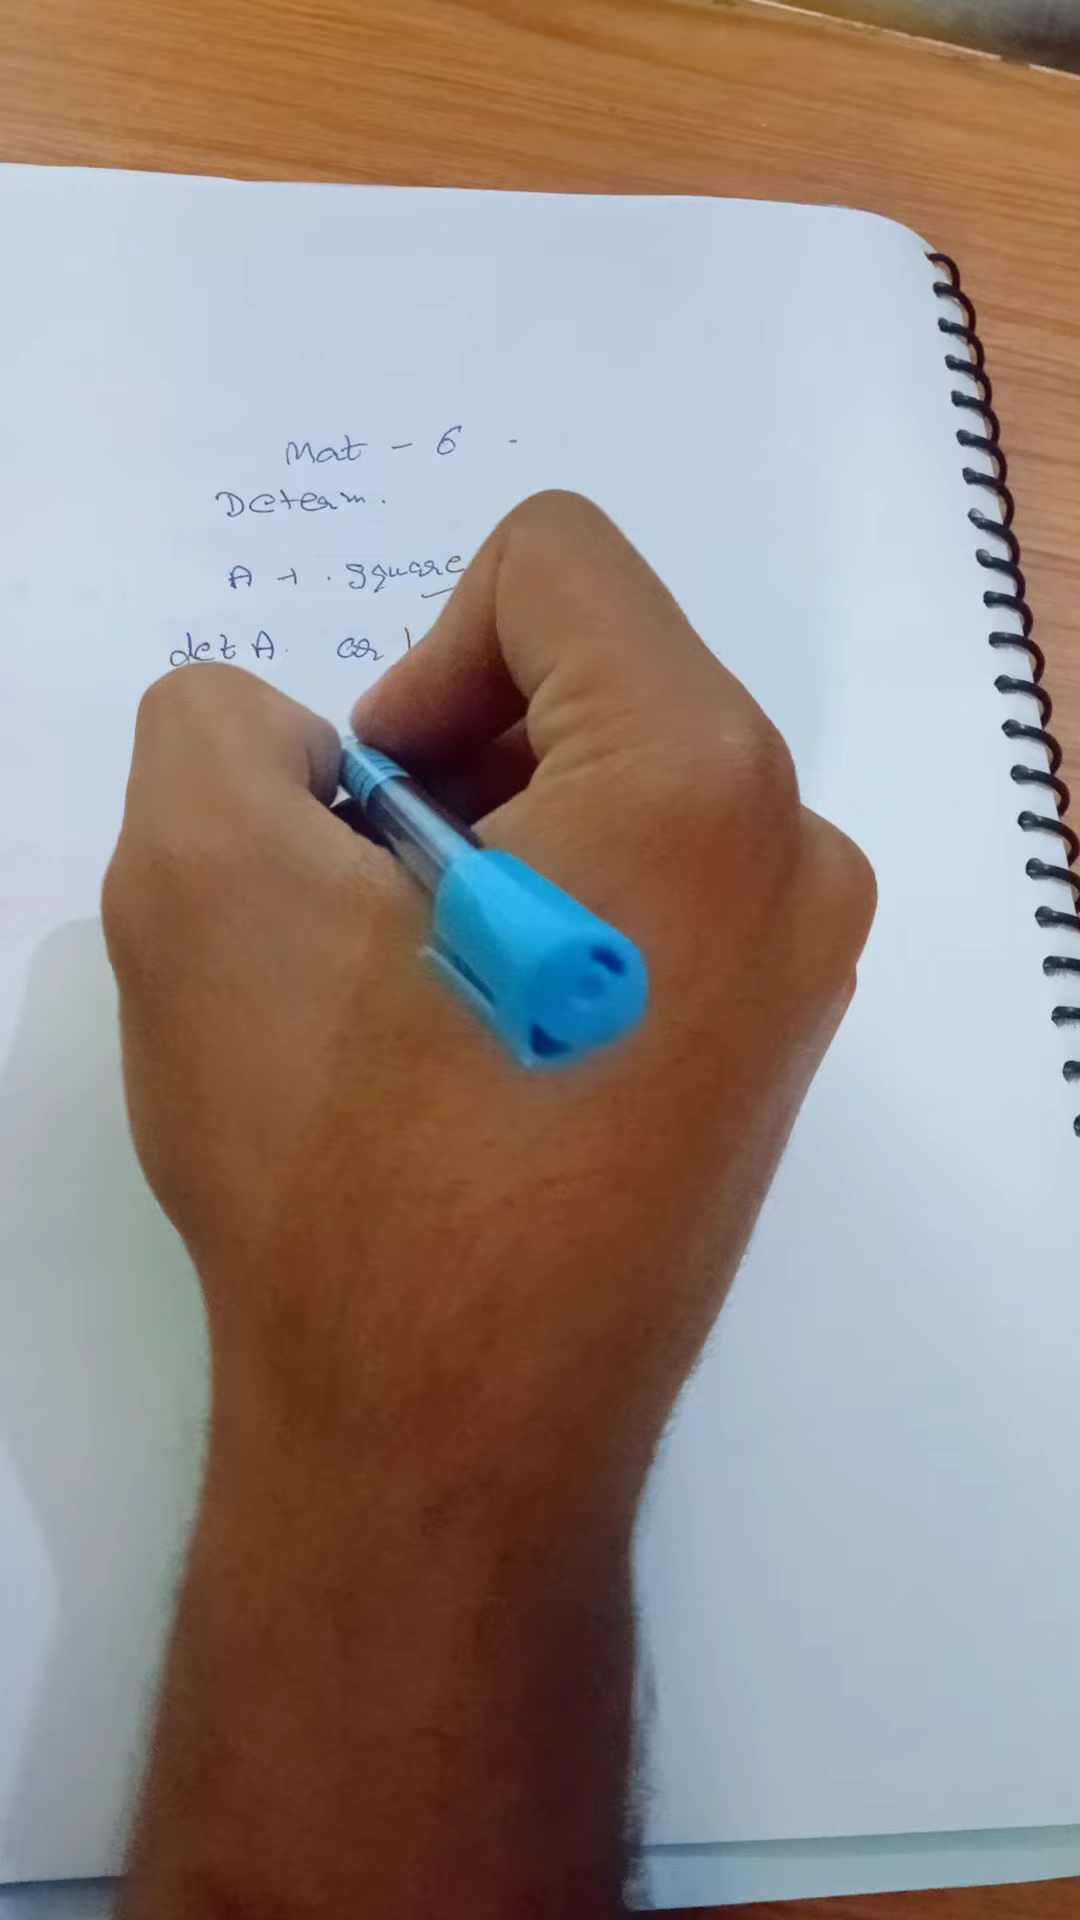 Mat - 6 -
Determ.
A → . square
det A. or |